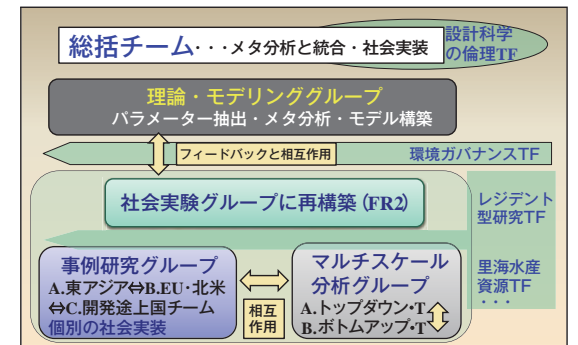 総括チーム・・・メタ分析と統合・社会実装
設計科学
の倫理TF
理論・モデリンググループ
パラメーター抽出・メタ分析・モデル構築
フィードバックと相互作用
環境ガバナンスTF
社会実験グループに再構築 (FR2)
レジデント
型研究TF
事例研究グループ
A.東アジア⇔B.EU・北米
⇔C.開発途上国チーム
個別の社会実装
相互
作用
マルチスケール
分析グループ
A.トップダウン・T
B.ボトムアップ・T
里海水産
資源TF
・・・